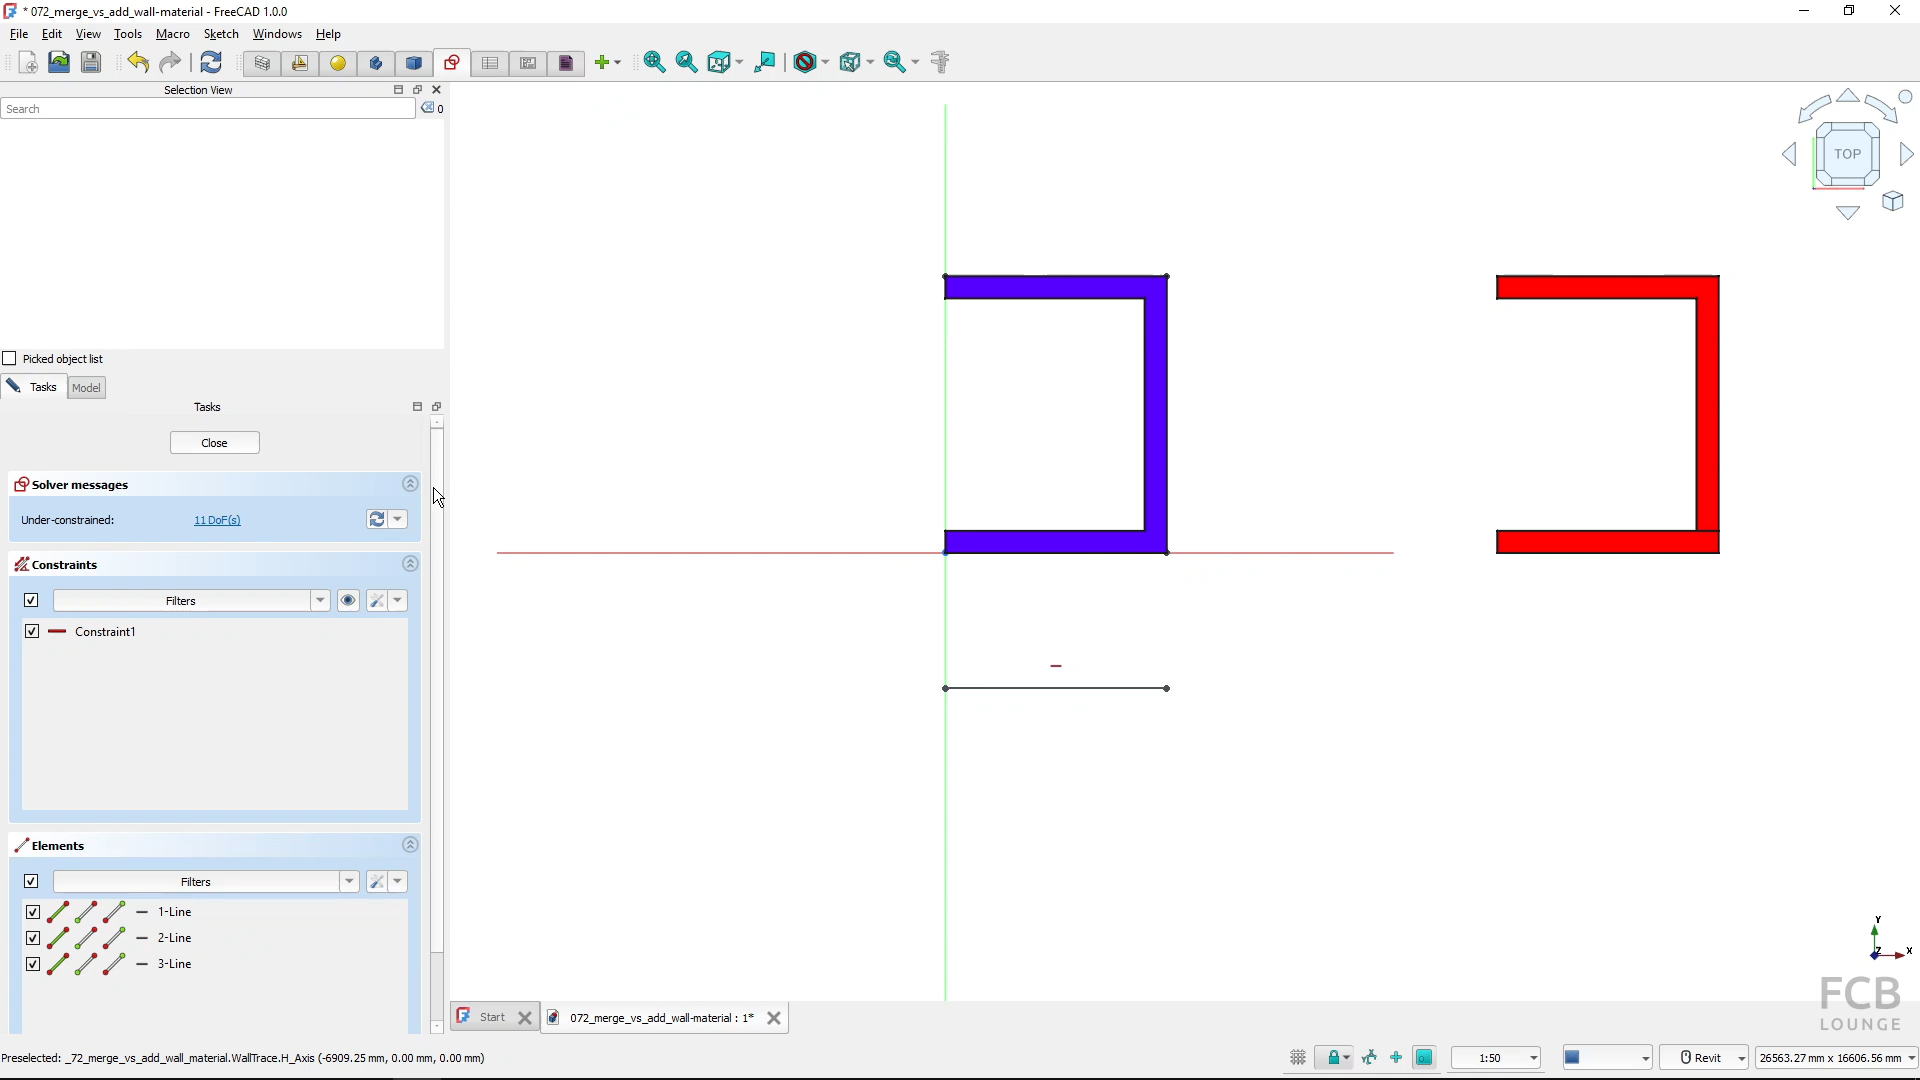 * 072_merge_vs_add_wall-material - FreeCAD 1.0.0
File Edit View Tools Macro Sketch Windows Help
Selection View
Search
0
Picked object list
Tasks Model
Tasks
Close
Solver messages
Under-constrained: 11 DoF(s)
Constraints
Filters
Constraint1
Elements
Filters
1-Line
2-Line
3-Line
TOP
Y
Z
X
FCB
LOUNGE
Start 072_merge_vs_add_wall-material : 1*
Preselected: _72_merge_vs_add_wall_material.WallTrace.H_Axis (-6909.25 mm, 0.00 mm, 0.00 mm)
1:50 Revit 26563.27 mm x 16606.56 mm